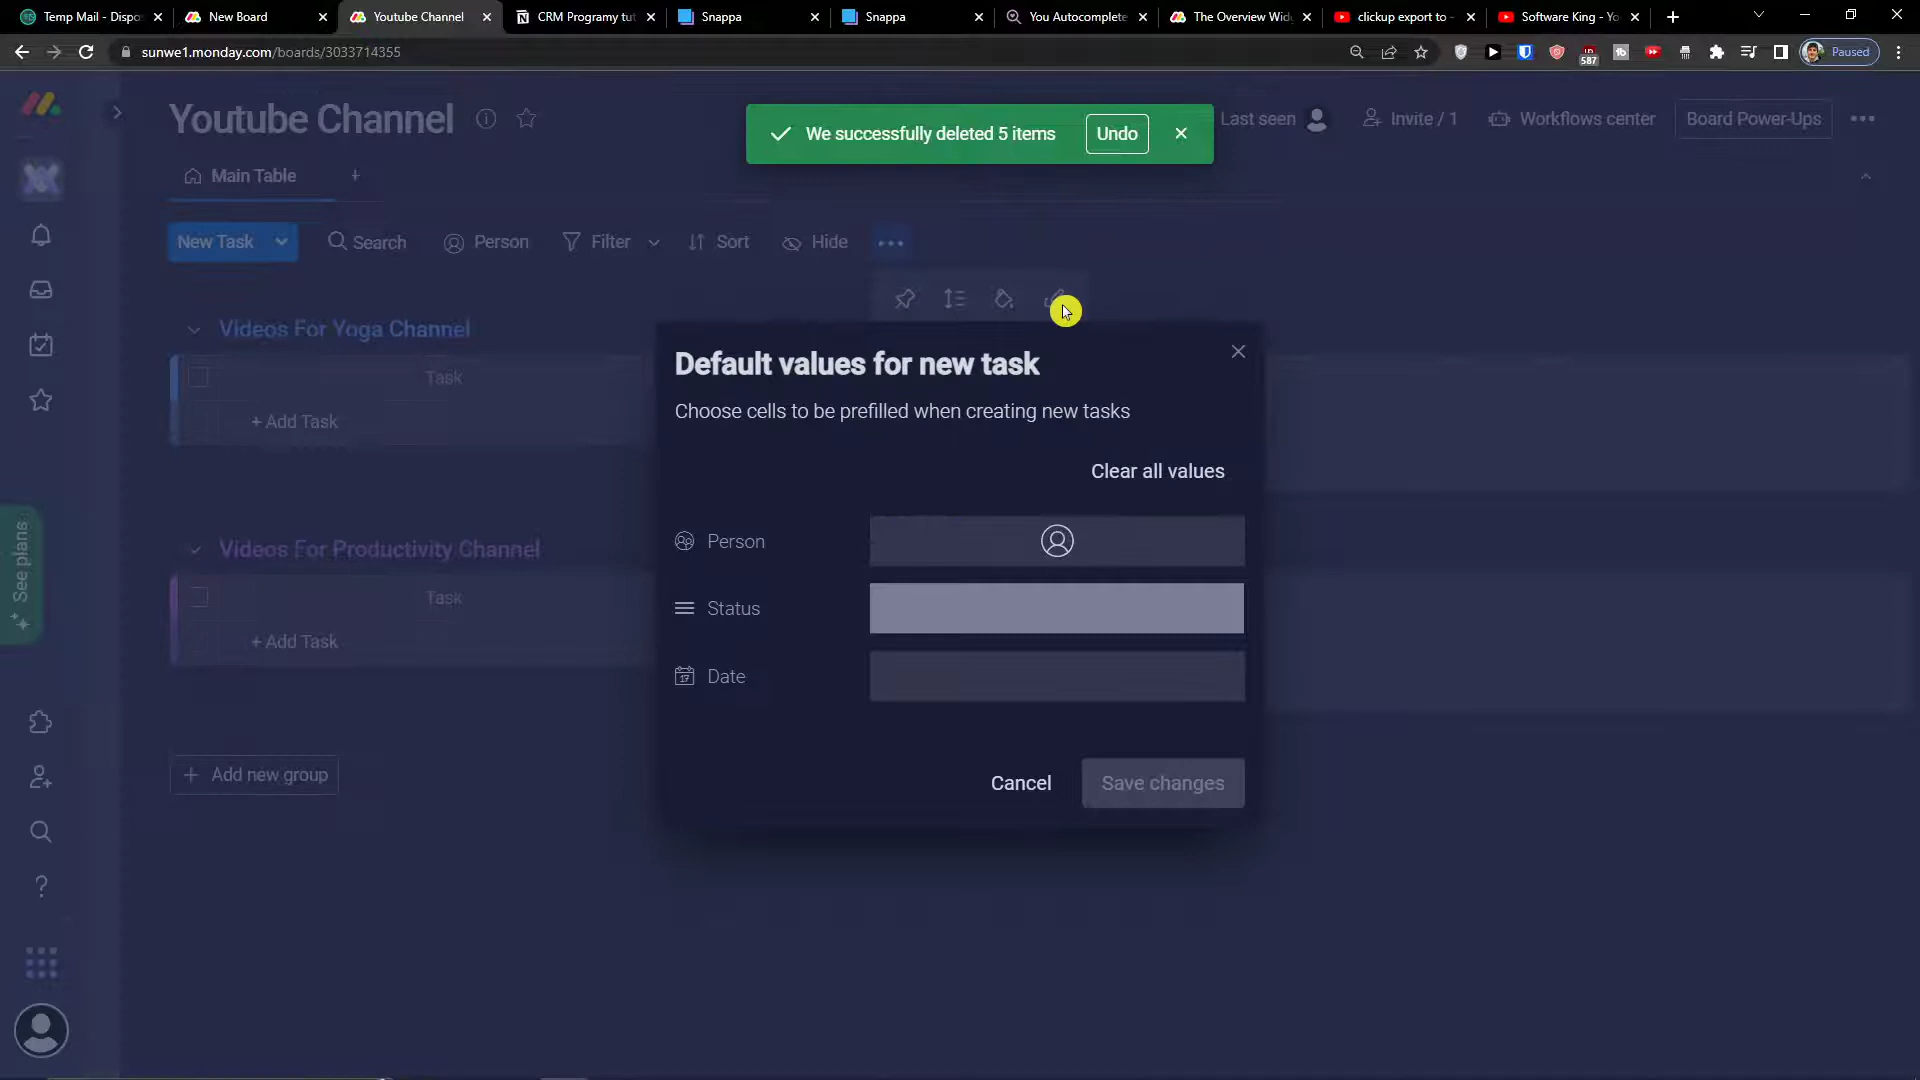 Temp Mail - Dispos
New Board
Youtube Channel
CRM Programy tut
Snappa
Snappa
You Autocomplete
The Overview Wid
clickup export to -
Software King - Yo
sunwe1.monday.com/boards/3033714355
587
Paused
Youtube Channel
We successfully deleted 5 items
Undo
Last seen
Invite / 1
Workflows center
Board Power-Ups
Main Table
New Task
Search
Person
Filter
Sort
Hide
Videos For Yoga Channel
Task
+ Add Task
Default values for new task
Choose cells to be prefilled when creating new tasks
Clear all values
Person
Status
Date
Cancel
Save changes
See plans
Videos For Productivity Channel
Task
+ Add Task
Add new group